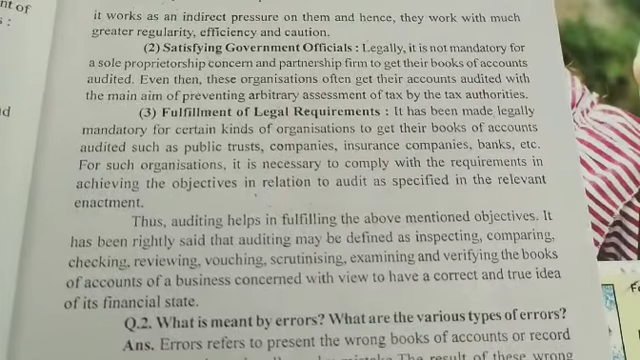 nt of
s :
it works as an indirect pressure on them and hence, they work with much
greater regularity, efficiency and caution.
(2) Satisfying Government Officials : Legally, it is not mandatory for
a sole proprietorship concern and partnership firm to get their books of accounts
audited. Even then, these organisations often get their accounts audited with
the main aim of preventing arbitrary assessment of tax by the tax authorities.
(3) Fulfillment of Legal Requirements : It has been made legally
mandatory for certain kinds of organisations to get their books of accounts
audited such as public trusts, companies, insurance companies, banks, etc.
For such organisations, it is necessary to comply with the requirements in
achieving the objectives in relation to audit as specified in the relevant
enactment.
Thus, auditing helps in fulfilling the above mentioned objectives. It
has been rightly said that auditing may be defined as inspecting, comparing,
checking, reviewing, vouching, scrutinising, examining and verifying the books
of accounts of a business concerned with view to have a correct and true idea
of its financial state.
Q.2. What is meant by errors? What are the various types of errors?
Ans. Errors refers to present the wrong books of accounts or record
mistake The result of these wrong